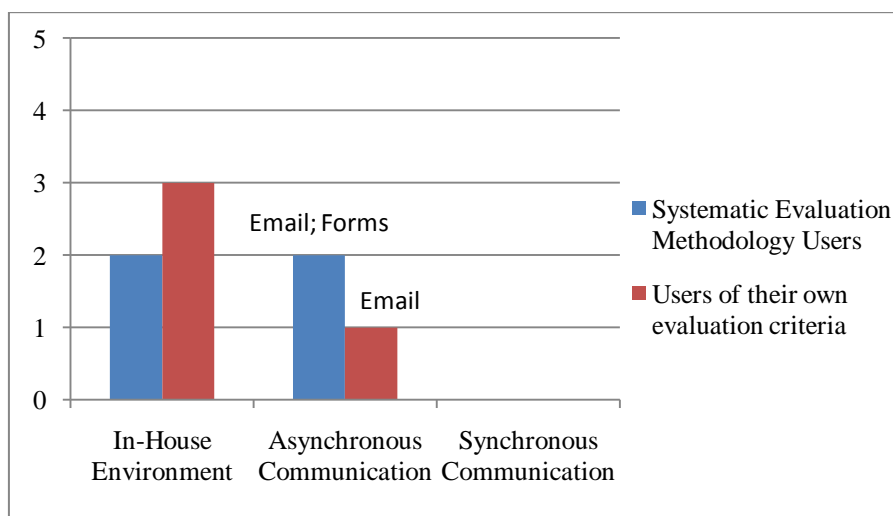 5
4
3
2
1
0
Email; Forms
Email
In-House
Environment
Asynchronous
Communication
Synchronous
Communication
Systematic Evaluation
Methodology Users
Users of their own
evaluation criteria